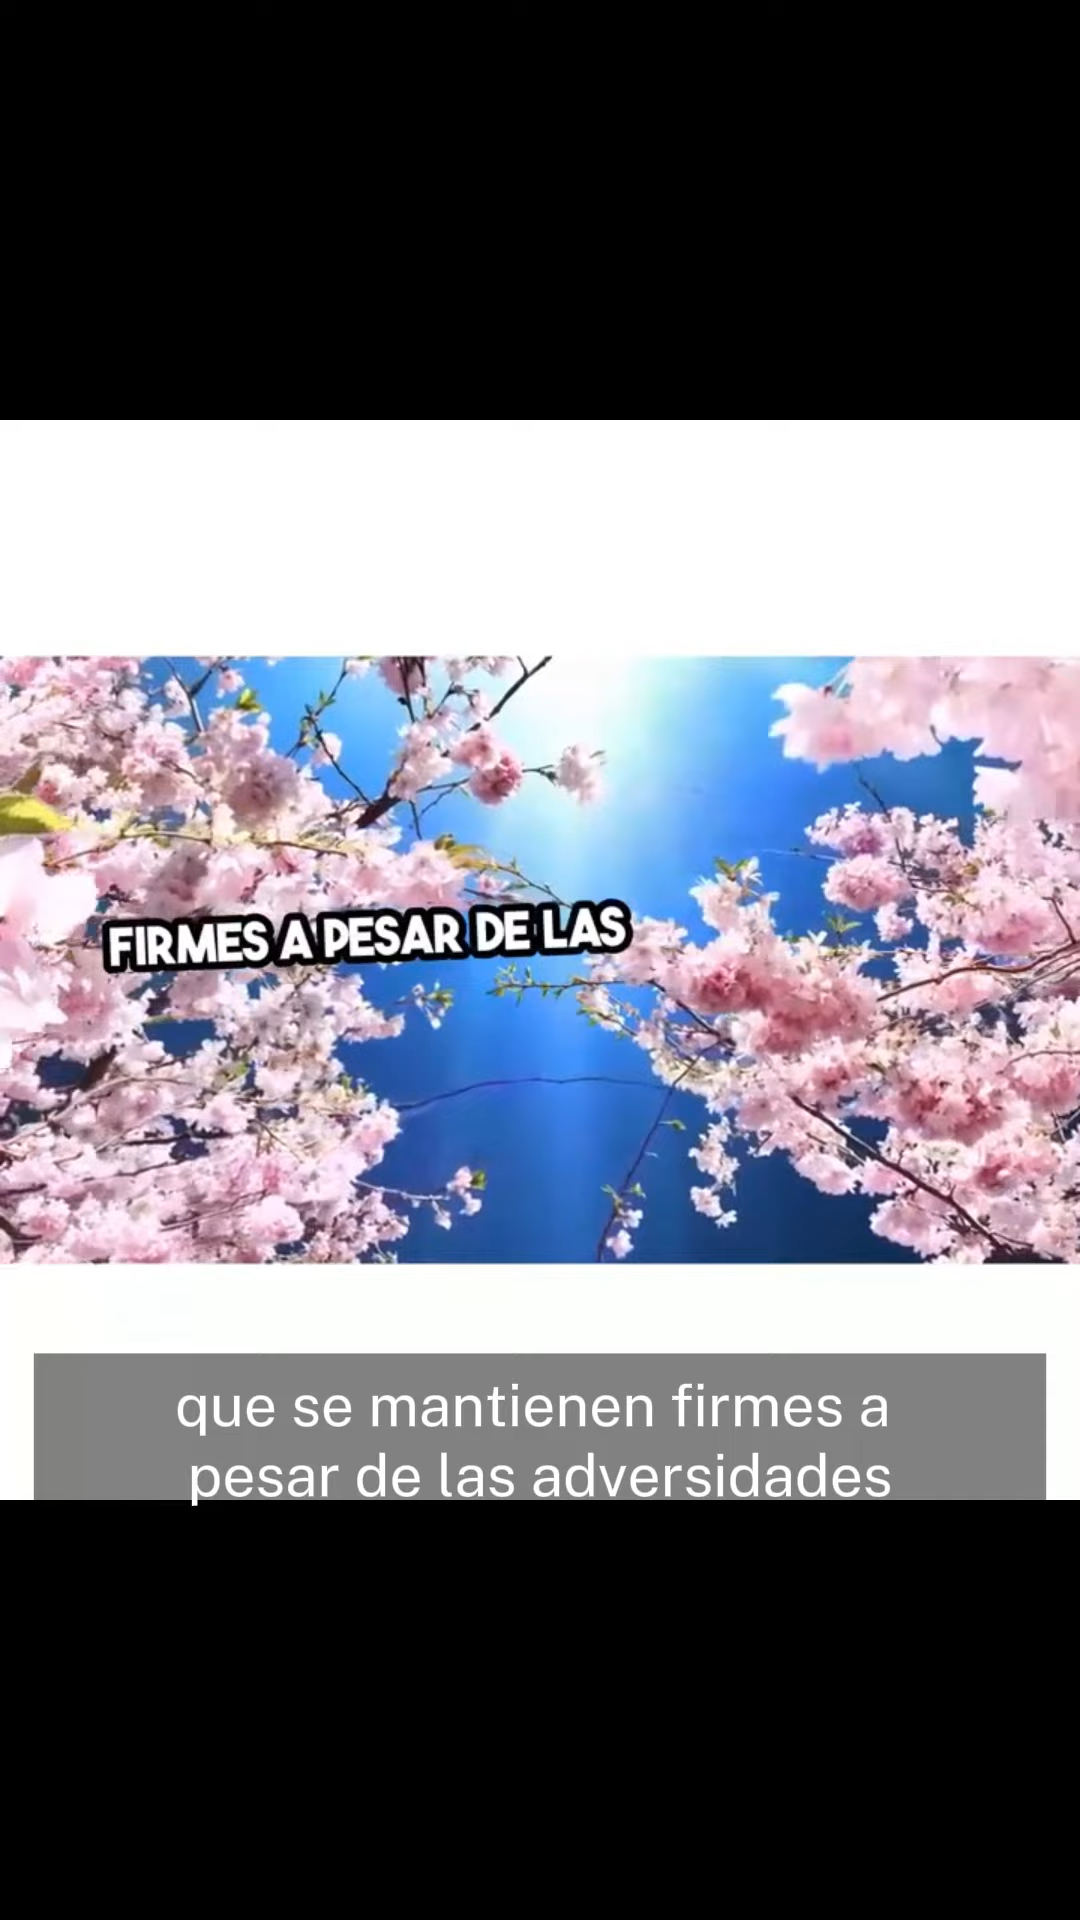 FIRMES A PESAR DE LAS
que se mantienen firmes a
pesar de las adversidades